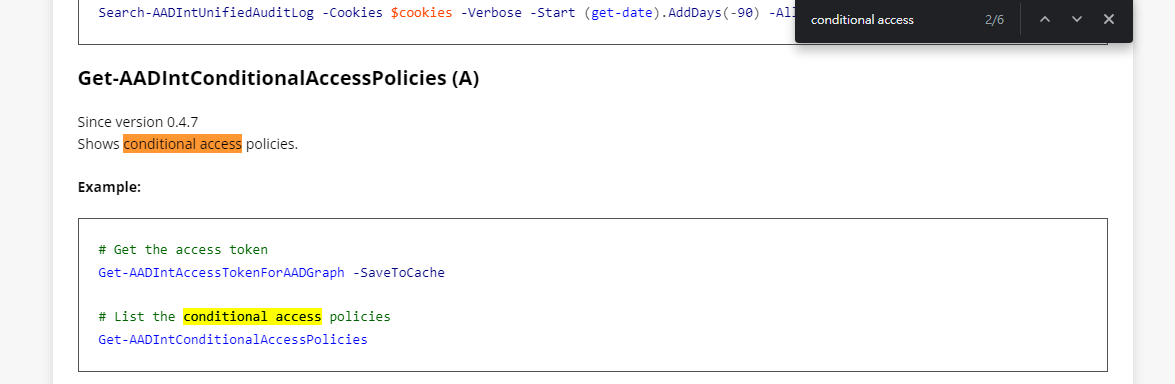 Search-AADIntUnifiedAuditLog -Cookies $cookies -Verbose -Start (get-date).AddDays(-90) -Al
conditional access 2/6
Get-AADIntConditionalAccessPolicies (A)
Since version 0.4.7
Shows conditional access policies.
Example:
# Get the access token
Get-AADIntAccessTokenForAADGraph -SaveToCache
# List the conditional access policies
Get-AADIntConditionalAccessPolicies